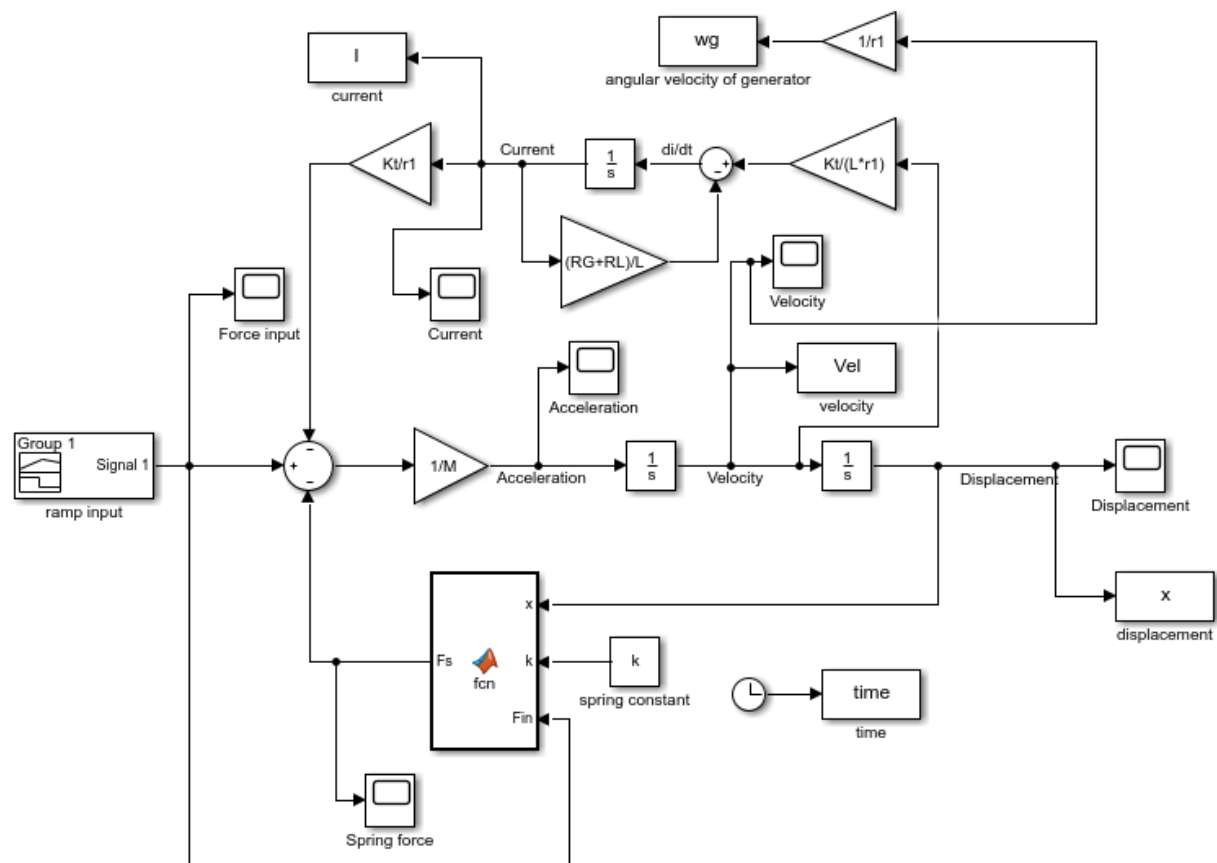 wg
1/r1
angular velocity of generator
I
current
Kt/r1
Current
1
s
di/dt
+
-
Kt/(L*r1)
(RG+RL)/L
Force input
Current
Velocity
Acceleration
Vel
velocity
Group 1
Signal 1
ramp input
+
-
-
1/M
Acceleration
1
s
Velocity
1
s
Displacement
Displacement
x
displacement
x
k
Fin
Fs
fcn
k
spring constant
time
time
Spring force